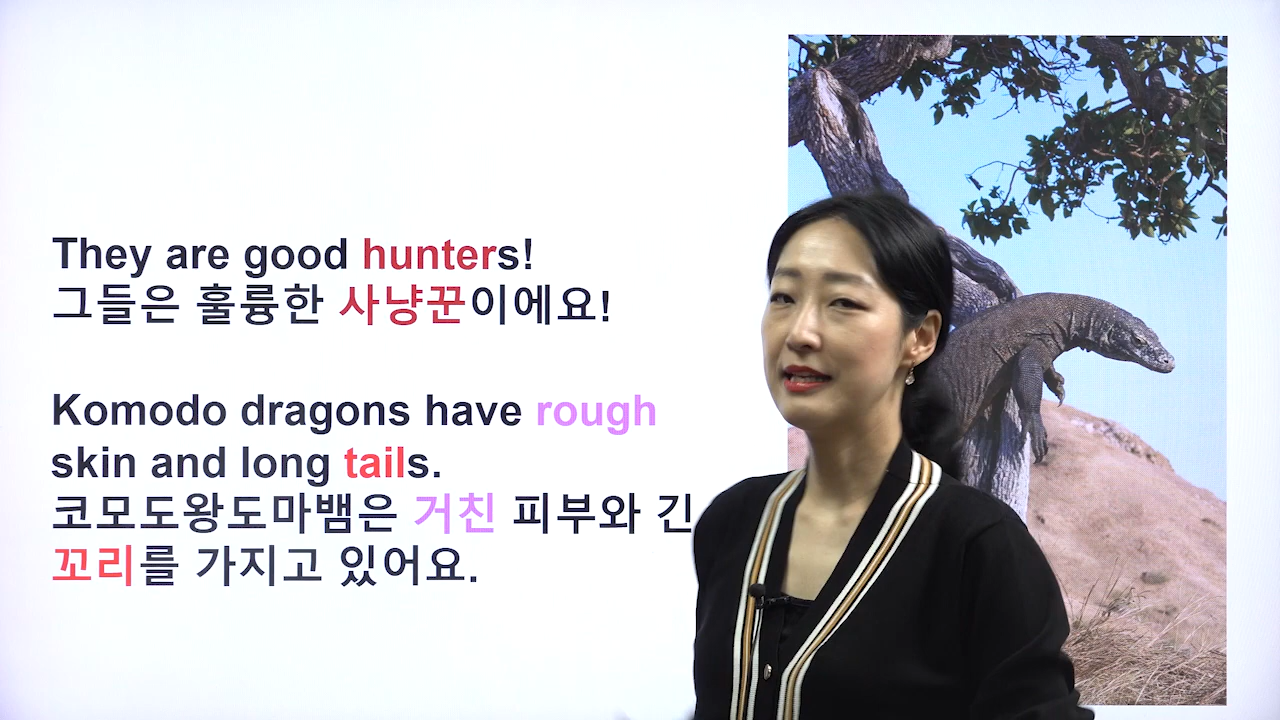 They are good hunters!
그들은 훌륭한 사냥꾼이에요!
Komodo dragons have rough
skin and long tails.
코모도왕도마뱀은 거친 피부와 긴
꼬리를 가지고 있어요.